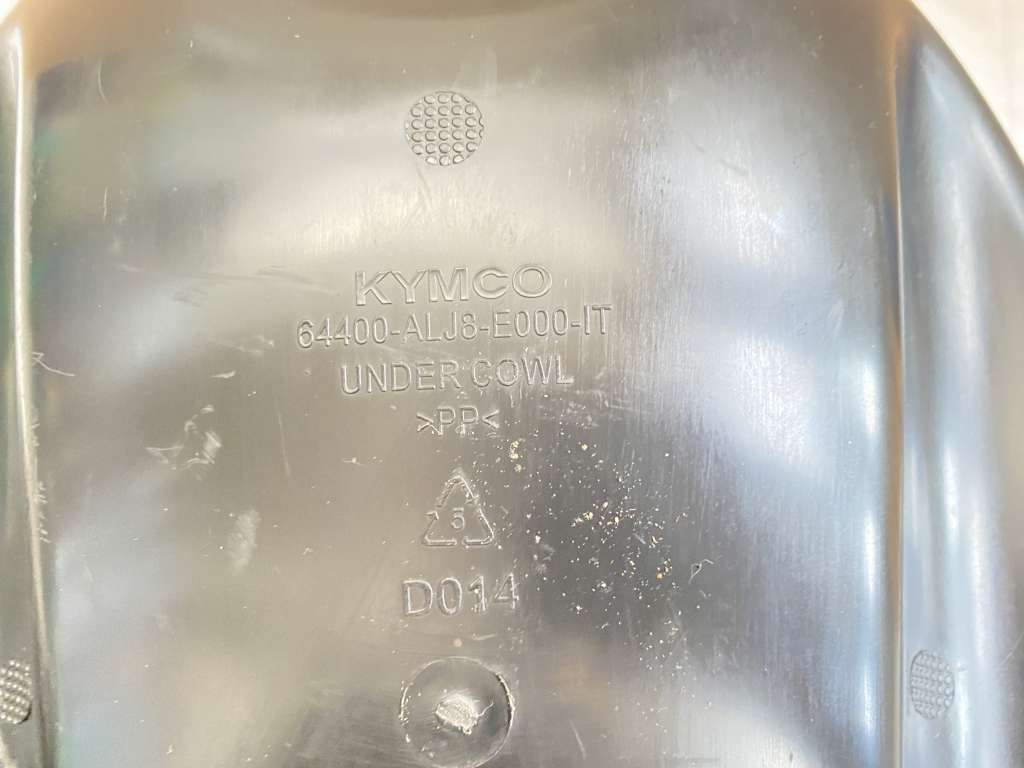 KYMCO
64400-ALJ8-E000-IT
UNDER COWL
>PP<
5
D014